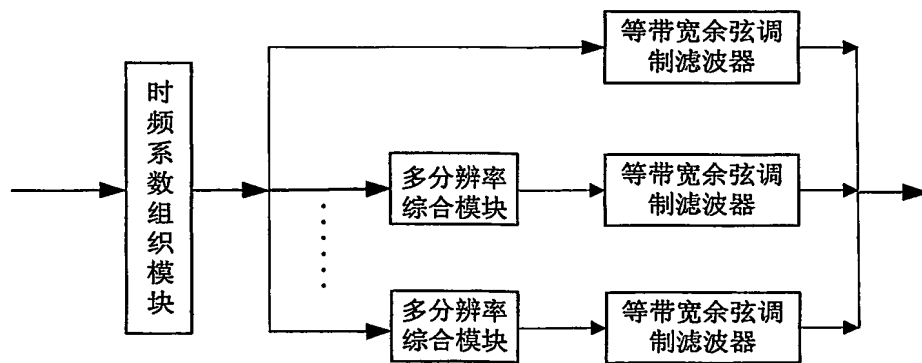 时频系数组织模块
等带宽余弦调
制滤波器
多分辨率
综合模块
等带宽余弦调
制滤波器
多分辨率
综合模块
等带宽余弦调
制滤波器